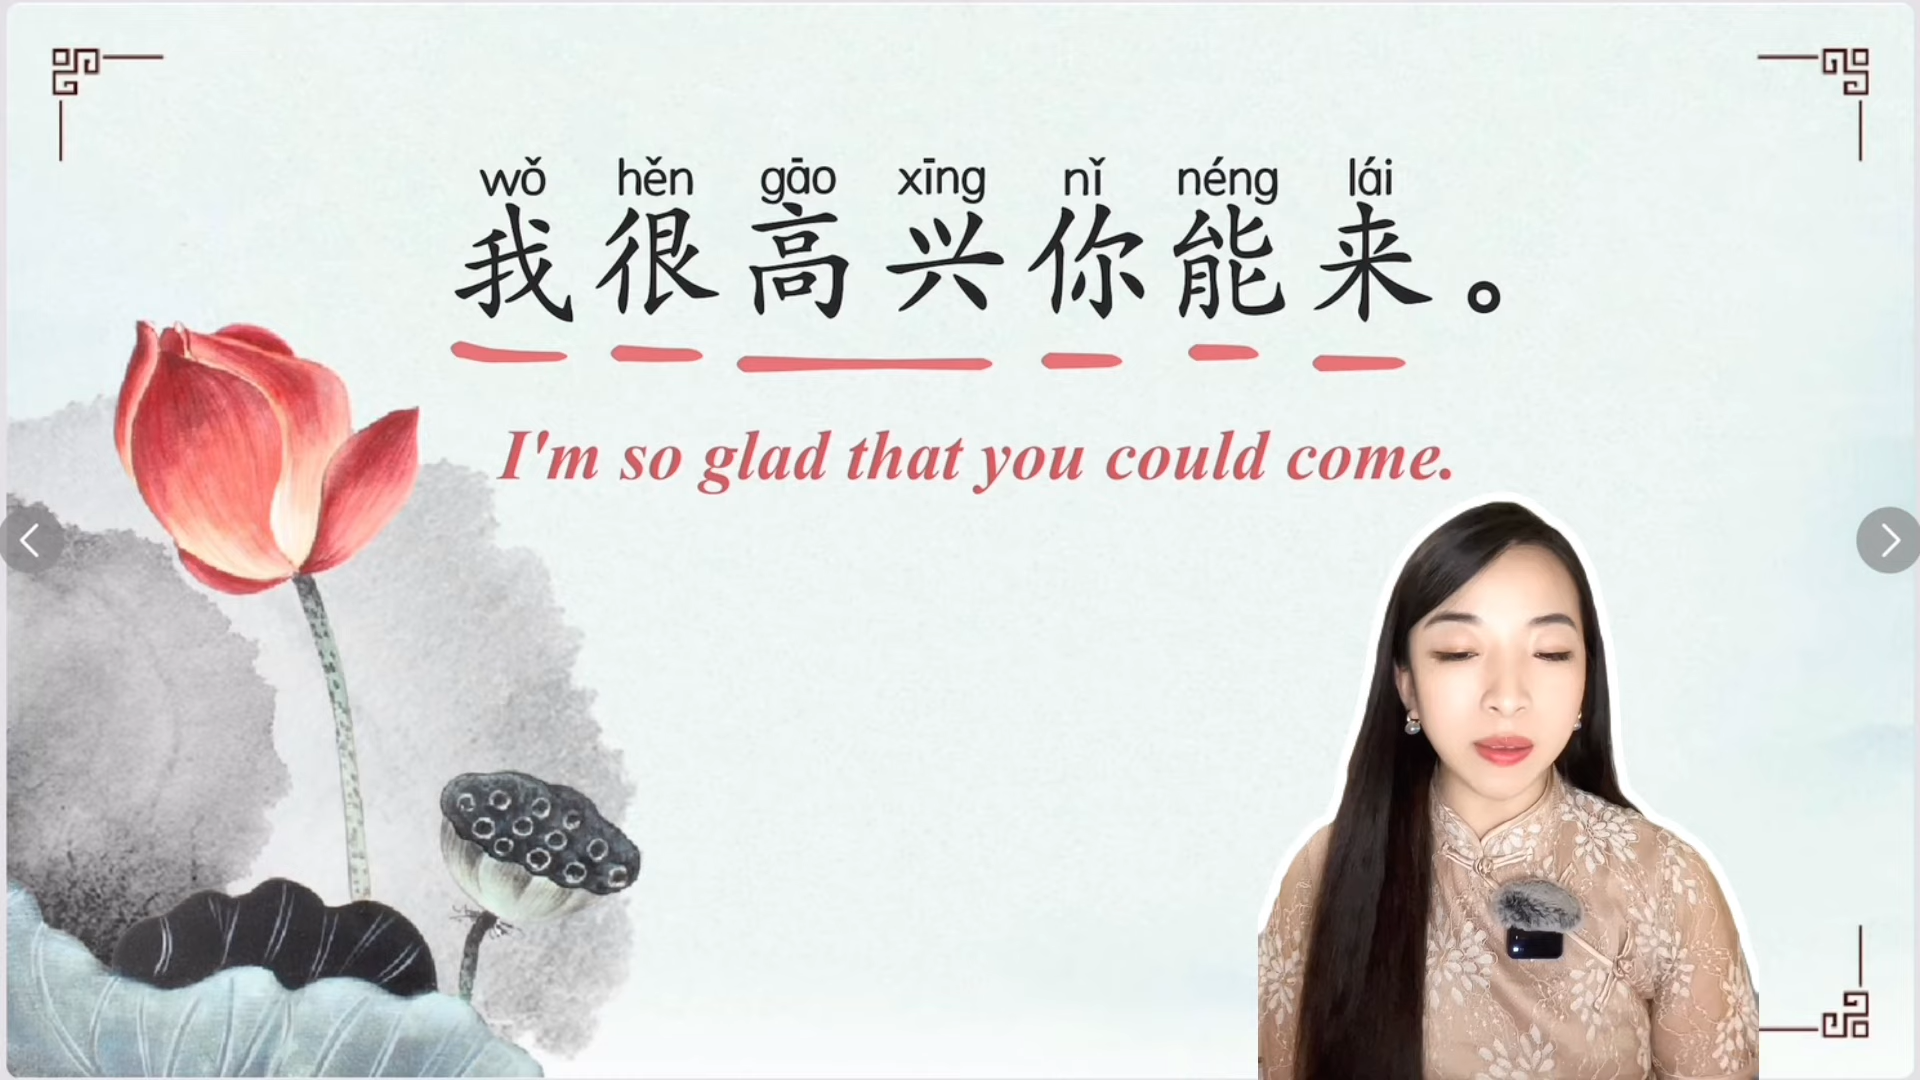 wǒ hěn gāo xīng nǐ néng lái
我很高兴你能来。
I'm so glad that you could come.